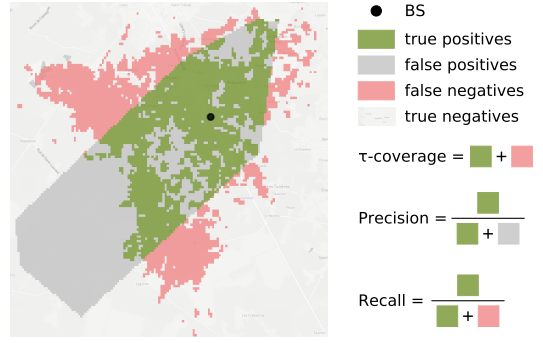 BS
true positives
false positives
false negatives
true negatives
τ-coverage = +
Precision = +
Recall = +